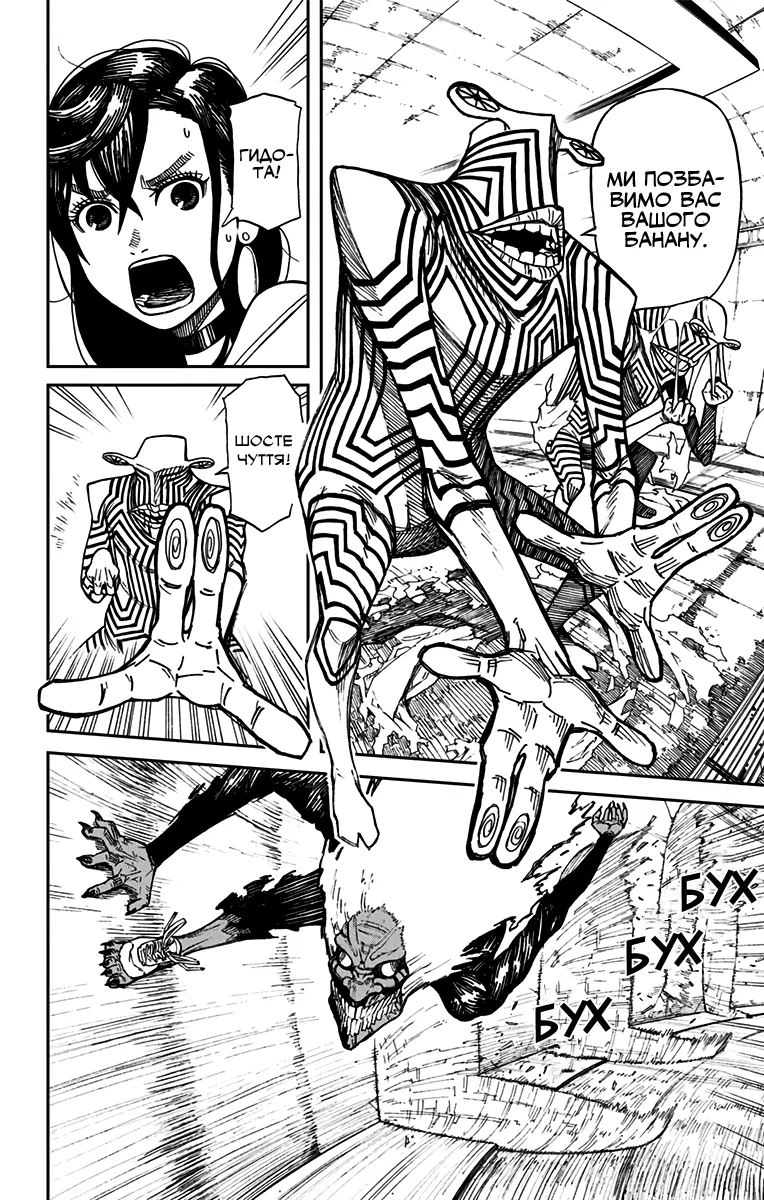 МИ ПОЗБА-
ВИМО ВАС
ВАШОГО
БАНАНУ.
ГИДО-
ТА!
ШОСТЕ
ЧУТТЯ!
БУХ
БУХ
БУХ